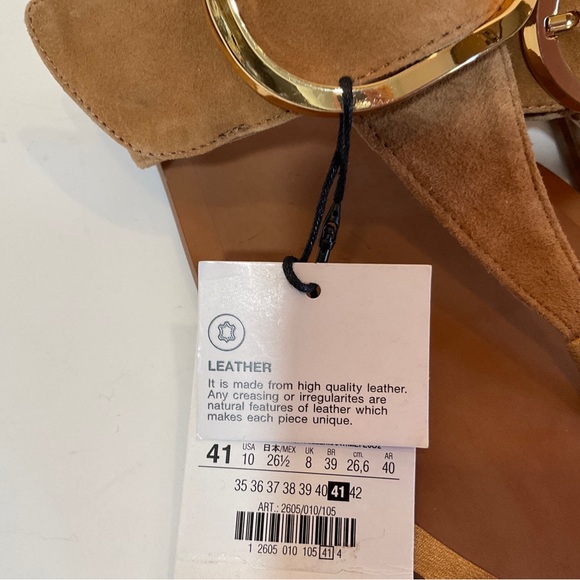 LEATHER
It is made from high quality leather.
Any creasing or irregularites are
natural features of leather which
makes each piece unique.
41 USA 10 日本/MEX 26½ UK 8 BR 39 cm. 26,6 AR 40
35 36 37 38 39 40 41 42
ART.: 2605/010/105
1 2605 010 105 41 4